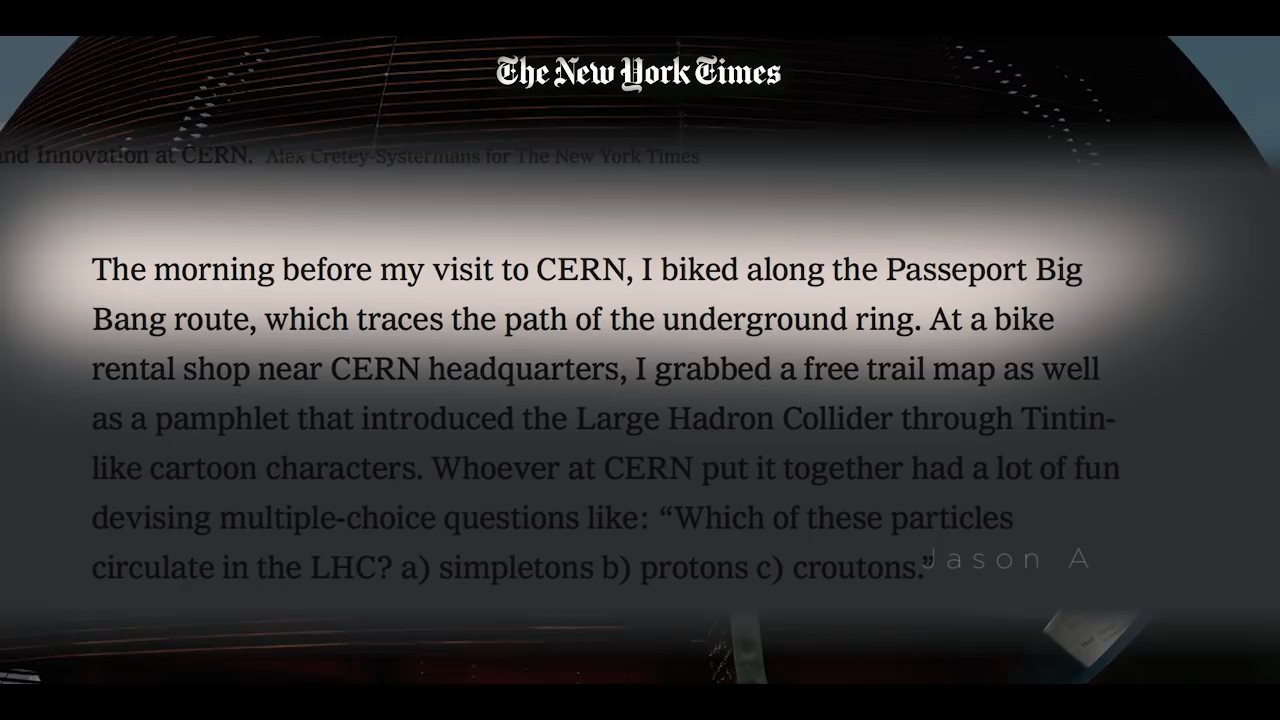 The New York Times
and Innovation at CERN. Alex Cretey-Systermans for The New York Times
The morning before my visit to CERN, I biked along the Passeport Big
Bang route, which traces the path of the underground ring. At a bike
rental shop near CERN headquarters, I grabbed a free trail map as well
as a pamphlet that introduced the Large Hadron Collider through Tintin-
like cartoon characters. Whoever at CERN put it together had a lot of fun
devising multiple-choice questions like: “Which of these particles
circulate in the LHC? a) simpletons b) protons c) croutons.”
Jason A